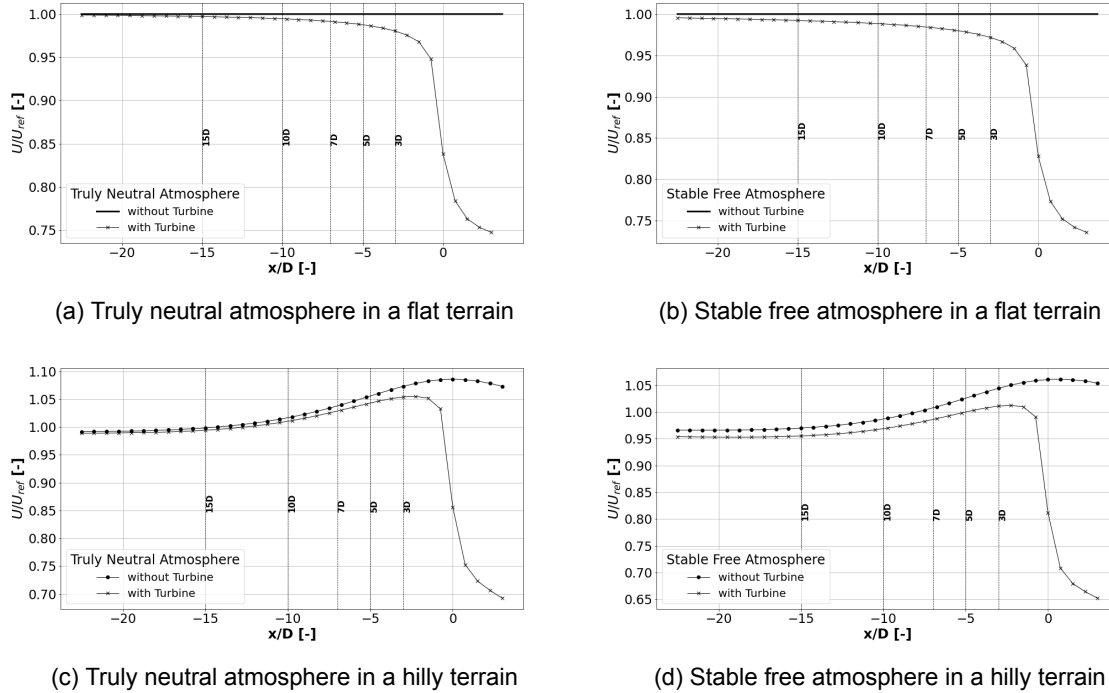 1.00
0.95
0.90
0.85
0.80
0.75
U/U_ref [-]
15D
10D
7D
5D
3D
Truly Neutral Atmosphere
without Turbine
with Turbine
−20
−15
−10
−5
0
x/D [-]
(a) Truly neutral atmosphere in a flat terrain
1.00
0.95
0.90
0.85
0.80
0.75
U/U_ref [-]
15D
10D
7D
5D
3D
Stable Free Atmosphere
without Turbine
with Turbine
−20
−15
−10
−5
0
x/D [-]
(b) Stable free atmosphere in a flat terrain
1.10
1.05
1.00
0.95
0.90
0.85
0.80
0.75
0.70
U/U_ref [-]
15D
10D
7D
5D
3D
Truly Neutral Atmosphere
without Turbine
with Turbine
−20
−15
−10
−5
0
x/D [-]
(c) Truly neutral atmosphere in a hilly terrain
1.05
1.00
0.95
0.90
0.85
0.80
0.75
0.70
0.65
U/U_ref [-]
15D
10D
7D
5D
3D
Stable Free Atmosphere
without Turbine
with Turbine
−20
−15
−10
−5
0
x/D [-]
(d) Stable free atmosphere in a hilly terrain